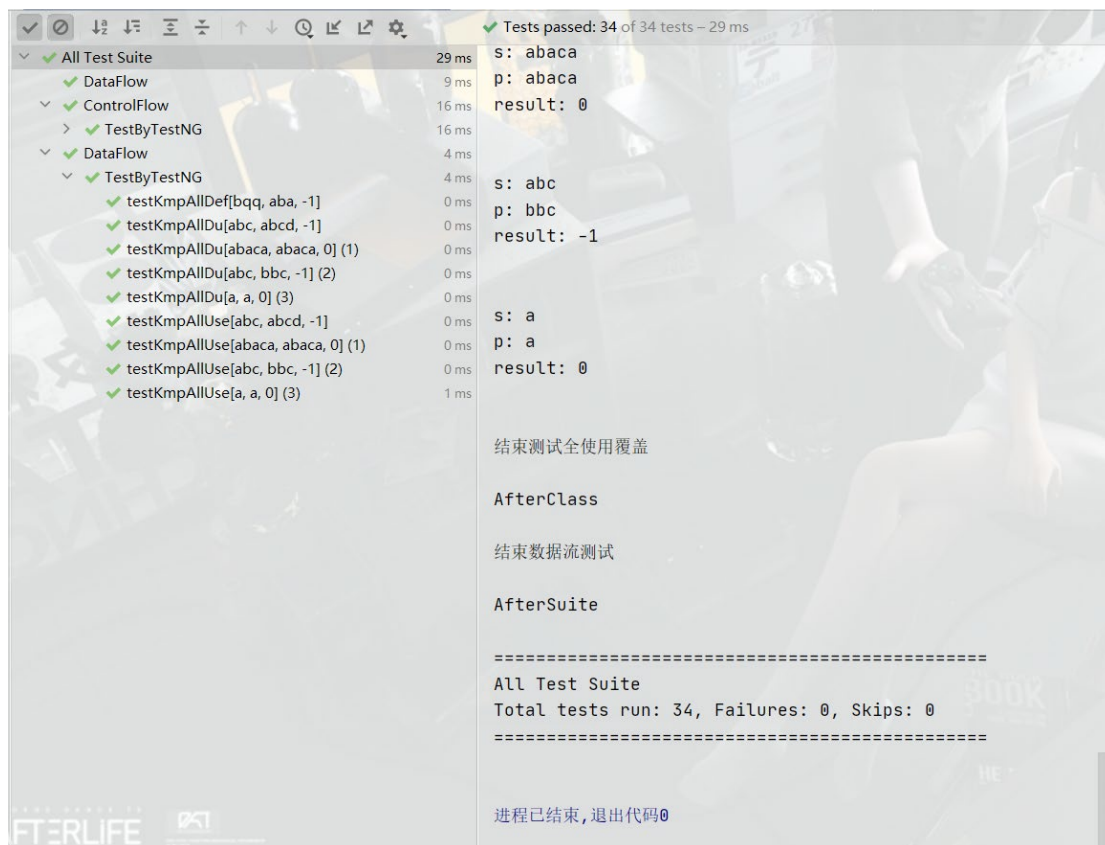 Tests passed: 34 of 34 tests – 29 ms
All Test Suite 29 ms
DataFlow 9 ms
ControlFlow 16 ms
TestByTestNG 16 ms
DataFlow 4 ms
TestByTestNG 4 ms
testKmpAllDef[bqq, aba, -1] 0 ms
testKmpAllDu[abc, abcd, -1] 0 ms
testKmpAllDu[abaca, abaca, 0] (1) 0 ms
testKmpAllDu[abc, bbc, -1] (2) 0 ms
testKmpAllDu[a, a, 0] (3) 0 ms
testKmpAllUse[abc, abcd, -1] 0 ms
testKmpAllUse[abaca, abaca, 0] (1) 0 ms
testKmpAllUse[abc, bbc, -1] (2) 0 ms
testKmpAllUse[a, a, 0] (3) 1 ms
s: abaca
p: abaca
result: 0
s: abc
p: bbc
result: -1
s: a
p: a
result: 0
结束测试全使用覆盖
AfterClass
结束数据流测试
AfterSuite
===============================================
All Test Suite
Total tests run: 34, Failures: 0, Skips: 0
===============================================
进程已结束,退出代码0